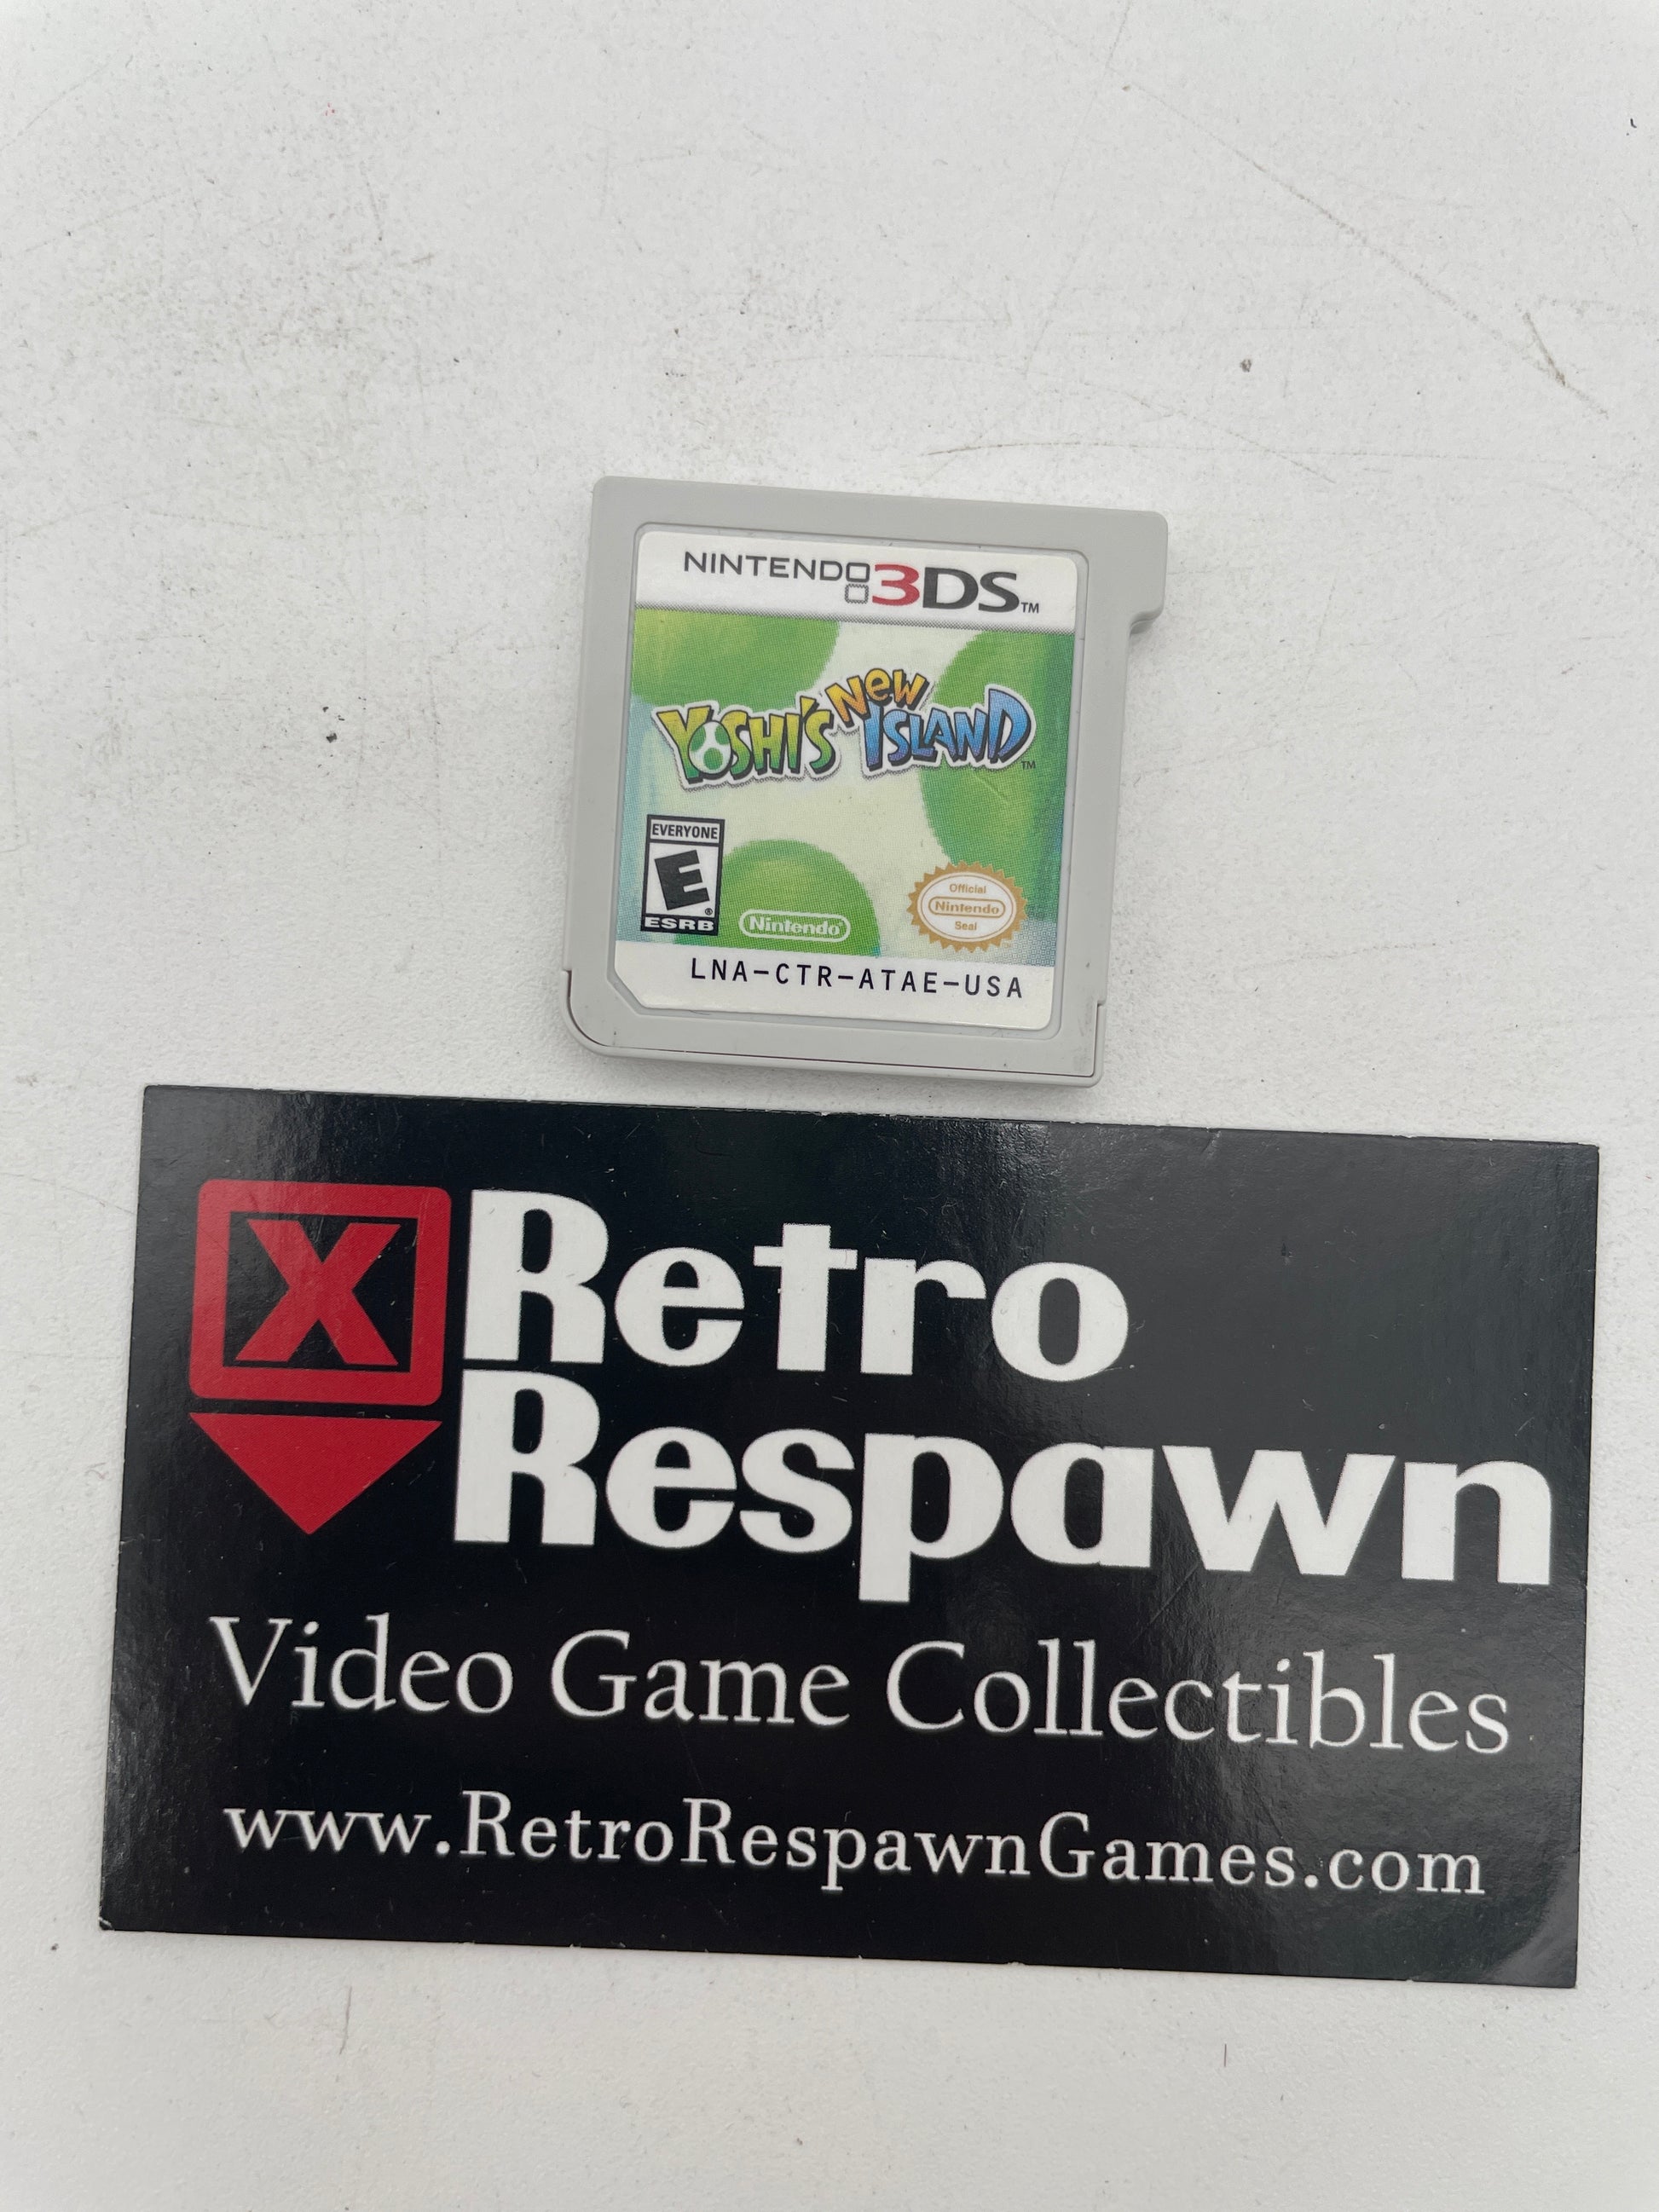 NINTENDO 3DS™
YOSHI'S New ISLAND™
EVERYONE
E®
ESRB
Nintendo®
Official
Nintendo
Seal
LNA-CTR-ATAE-USA
X
Retro
Respawn
Video Game Collectibles
www.RetroRespawnGames.com